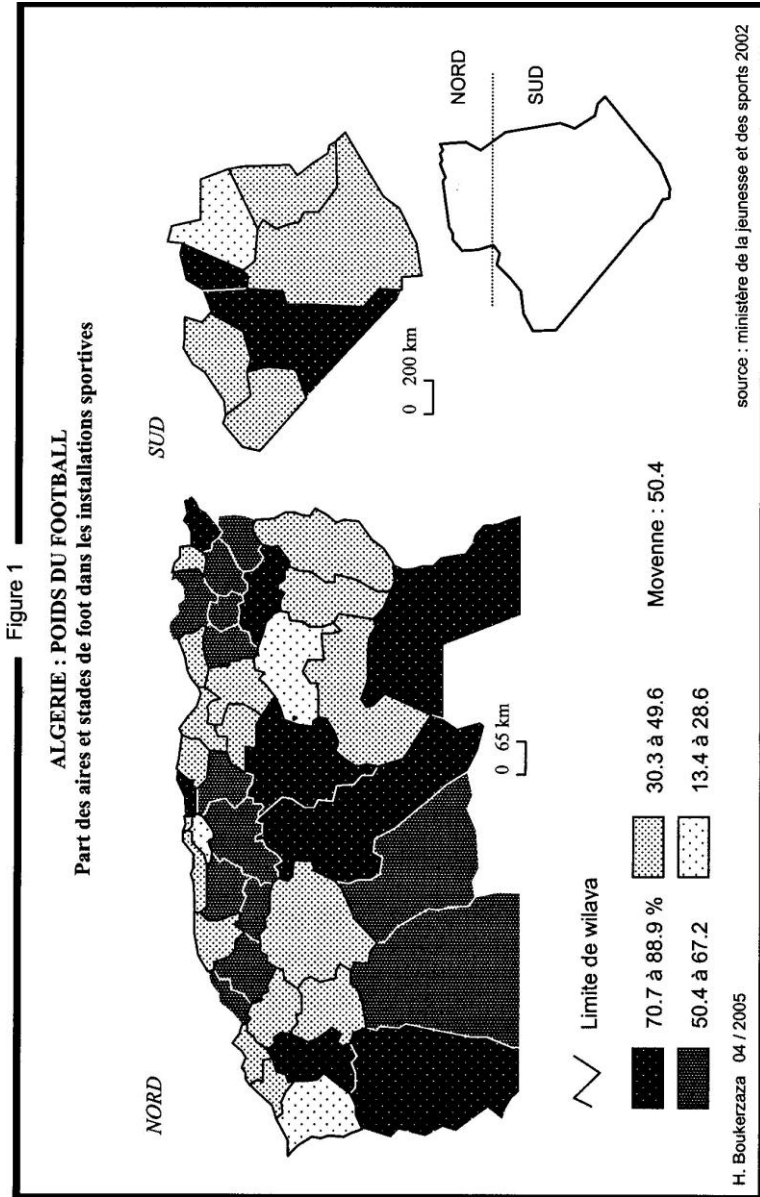 Figure 1
ALGERIE : POIDS DU FOOTBALL
Part des aires et stades de foot dans les installations sportives
NORD
SUD
0 200 km
NORD
SUD
0 65 km
Limite de wilava
70.7 à 88.9 %
30.3 à 49.6
Movenne : 50.4
50.4 à 67.2
13.4 à 28.6
H. Boukerzaza 04 / 2005
source : ministère de la jeunesse et des sports 2002